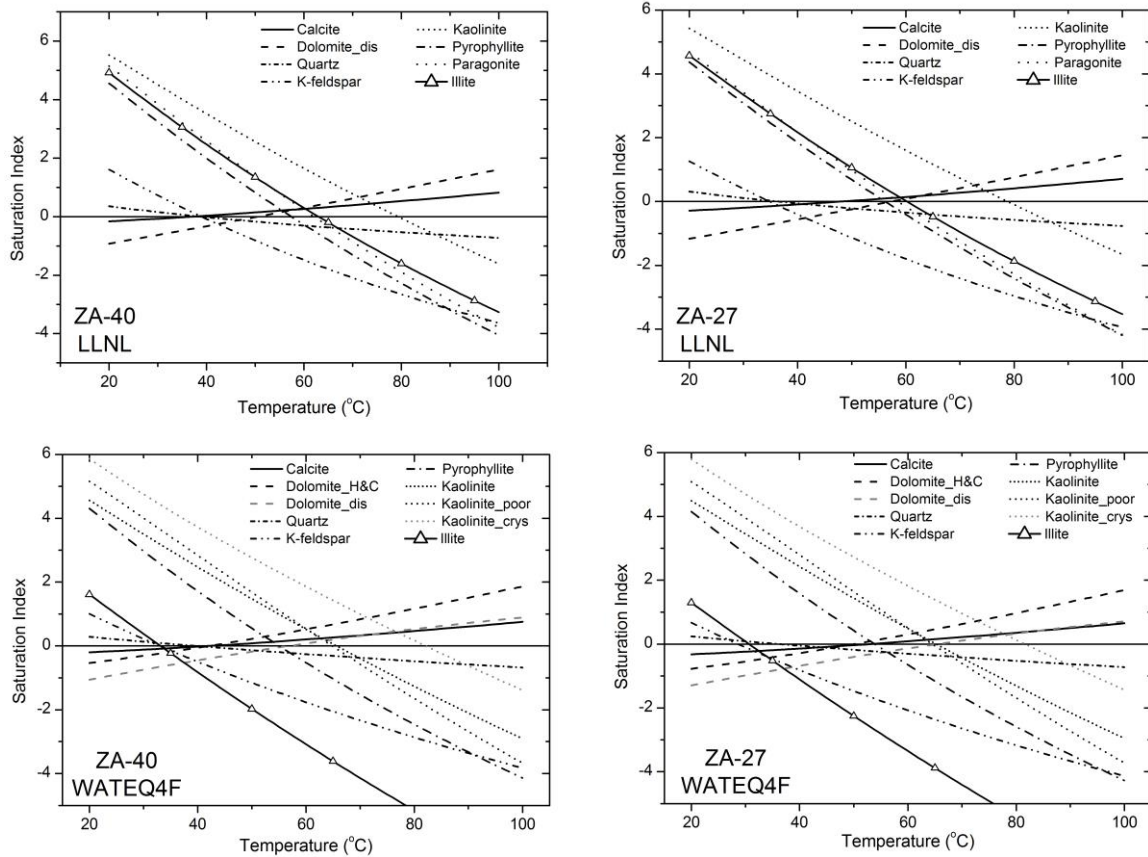 6
4
2
0
-2
-4
Saturation Index
Calcite
Dolomite_dis
Quartz
K-feldspar
Kaolinite
Pyrophyllite
Paragonite
Illite
ZA-40
LLNL
20 40 60 80 100
Temperature (°C)
6
4
2
0
-2
-4
Saturation Index
Calcite
Dolomite_dis
Quartz
K-feldspar
Kaolinite
Pyrophyllite
Paragonite
Illite
ZA-27
LLNL
20 40 60 80 100
Temperature (°C)
6
4
2
0
-2
-4
Saturation Index
Calcite
Dolomite_H&C
Dolomite_dis
Quartz
K-feldspar
Pyrophyllite
Kaolinite
Kaolinite_poor
Kaolinite_crys
Illite
ZA-40
WATEQ4F
20 40 60 80 100
Temperature (°C)
6
4
2
0
-2
-4
Saturation Index
Calcite
Dolomite_H&C
Dolomite_dis
Quartz
K-feldspar
Pyrophyllite
Kaolinite
Kaolinite_poor
Kaolinite_crys
Illite
ZA-27
WATEQ4F
20 40 60 80 100
Temperature (°C)